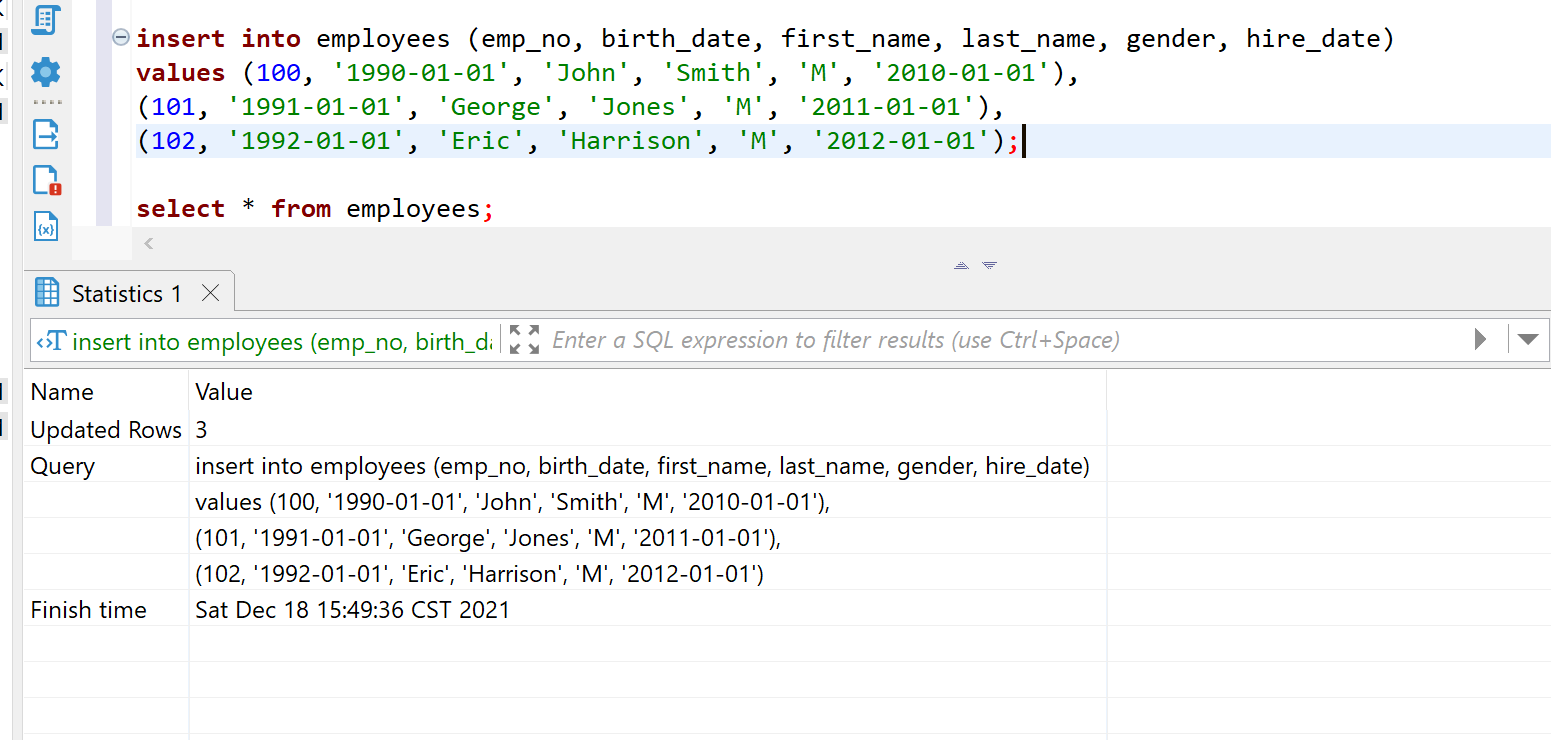 insert into employees (emp_no, birth_date, first_name, last_name, gender, hire_date)
values (100, '1990-01-01', 'John', 'Smith', 'M', '2010-01-01'),
(101, '1991-01-01', 'George', 'Jones', 'M', '2011-01-01'),
(102, '1992-01-01', 'Eric', 'Harrison', 'M', '2012-01-01');
select * from employees;
Statistics 1
insert into employees (emp_no, birth_da
Enter a SQL expression to filter results (use Ctrl+Space)
Name Value
Updated Rows 3
Query insert into employees (emp_no, birth_date, first_name, last_name, gender, hire_date)
values (100, '1990-01-01', 'John', 'Smith', 'M', '2010-01-01'),
(101, '1991-01-01', 'George', 'Jones', 'M', '2011-01-01'),
(102, '1992-01-01', 'Eric', 'Harrison', 'M', '2012-01-01')
Finish time Sat Dec 18 15:49:36 CST 2021